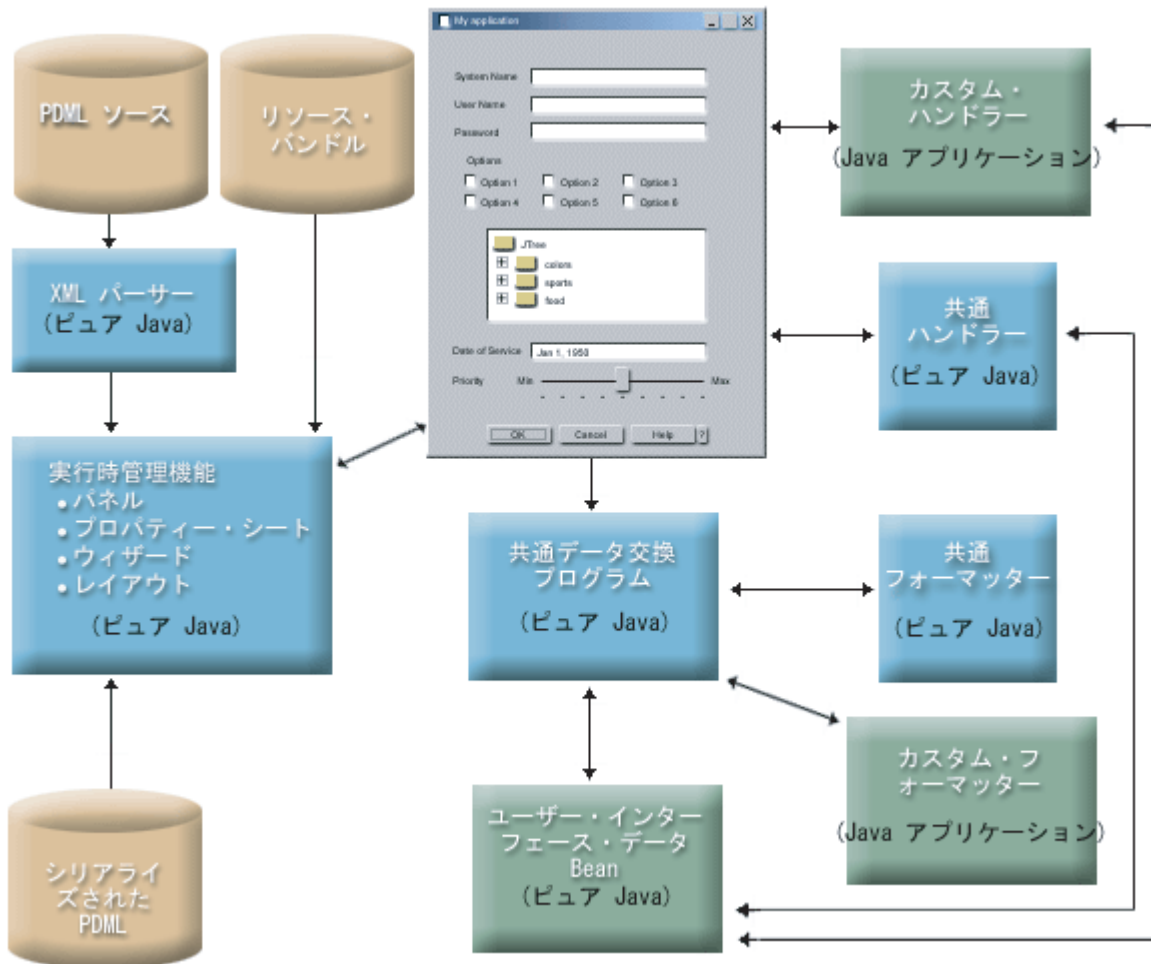 PDML ソース
リソース・
バンドル
XML パーサー
(ピュア Java)
実行時管理機能
• パネル
• プロパティー・シート
• ウィザード
• レイアウト
(ピュア Java)
シリアライ
ズされた
PDML
My application
System Name
User Name
Password
Options
Option 1
Option 2
Option 3
Option 4
Option 5
Option 6
JTree
colors
sports
food
Date of Service
Jan 1, 1950
Priority
Min
Max
OK
Cancel
Help
?
カスタム・
ハンドラー
(Java アプリケーション)
共通
ハンドラー
(ピュア Java)
共通データ交換
プログラム
(ピュア Java)
共通
フォーマッター
(ピュア Java)
カスタム・フ
ォーマッター
(Java アプリケーション)
ユーザー・インター
フェース・データ
Bean
(ピュア Java)